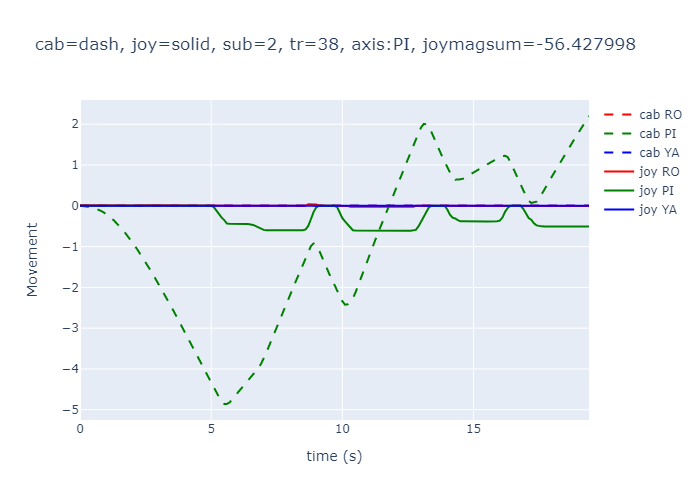 cab=dash, joy=solid, sub=2, tr=38, axis:PI, joymagsum=-56.427998
cab RO
cab PI
cab YA
joy RO
joy PI
joy YA
Movement
2
1
0
−1
−2
−3
−4
−5
0
5
10
15
time (s)